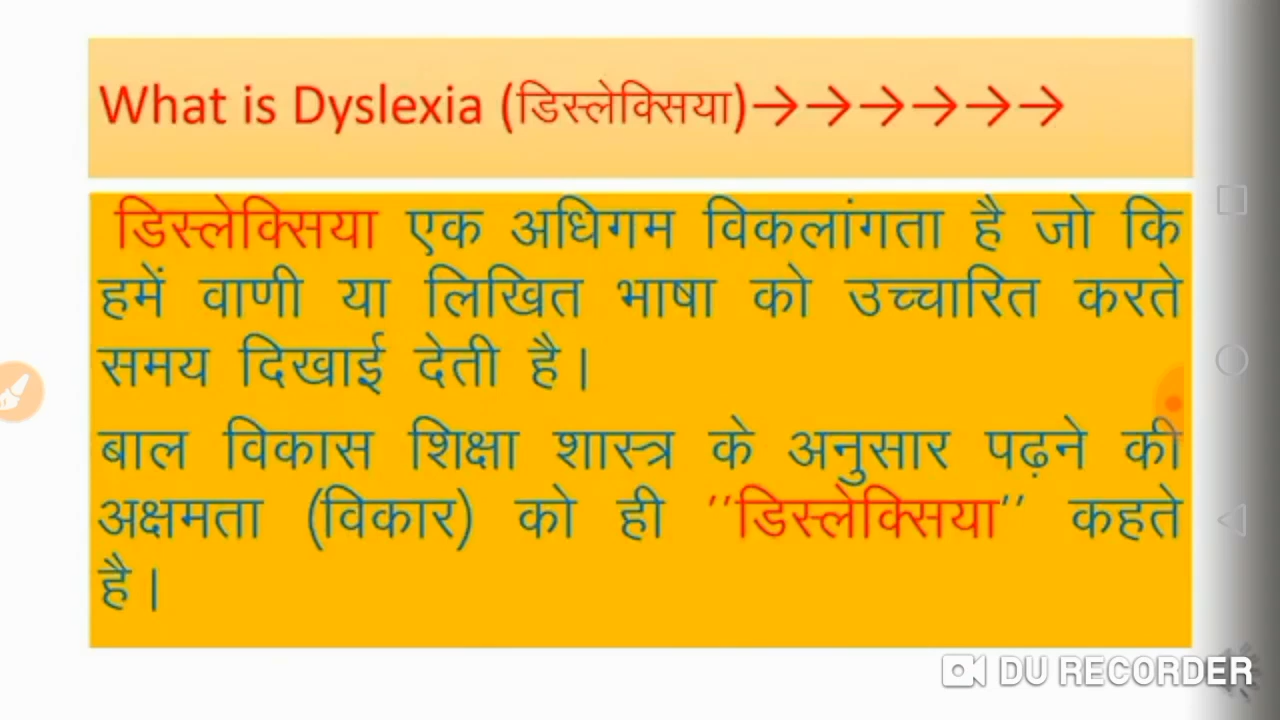 What is Dyslexia (डिस्लेक्सिया)→→→→→→
डिस्लेक्सिया एक अधिगम विकलांगता है जो कि
हमें वाणी या लिखित भाषा को उच्चारित करते
समय दिखाई देती है।
बाल विकास शिक्षा शास्त्र के अनुसार पढ़ने की
अक्षमता (विकार) को ही ''डिस्लेक्सिया'' कहते
है।
DU RECORDER